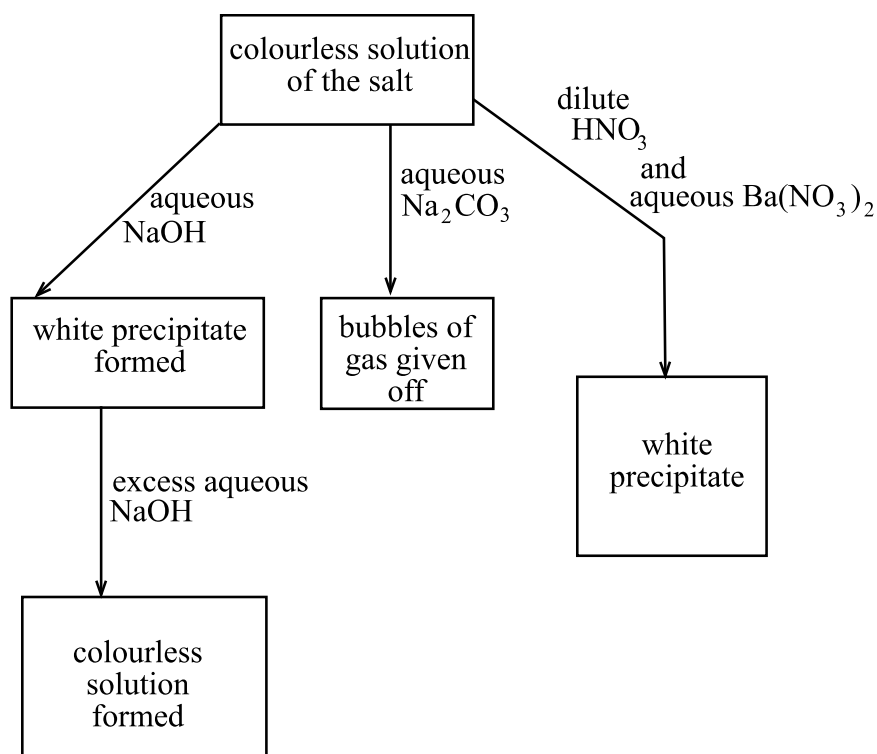 colourless solution
of the salt
dilute
HNO3
and
aqueous Ba(NO3)2
aqueous
NaOH
aqueous
Na2CO3
white precipitate
formed
bubbles of
gas given
off
white
precipitate
excess aqueous
NaOH
colourless
solution
formed